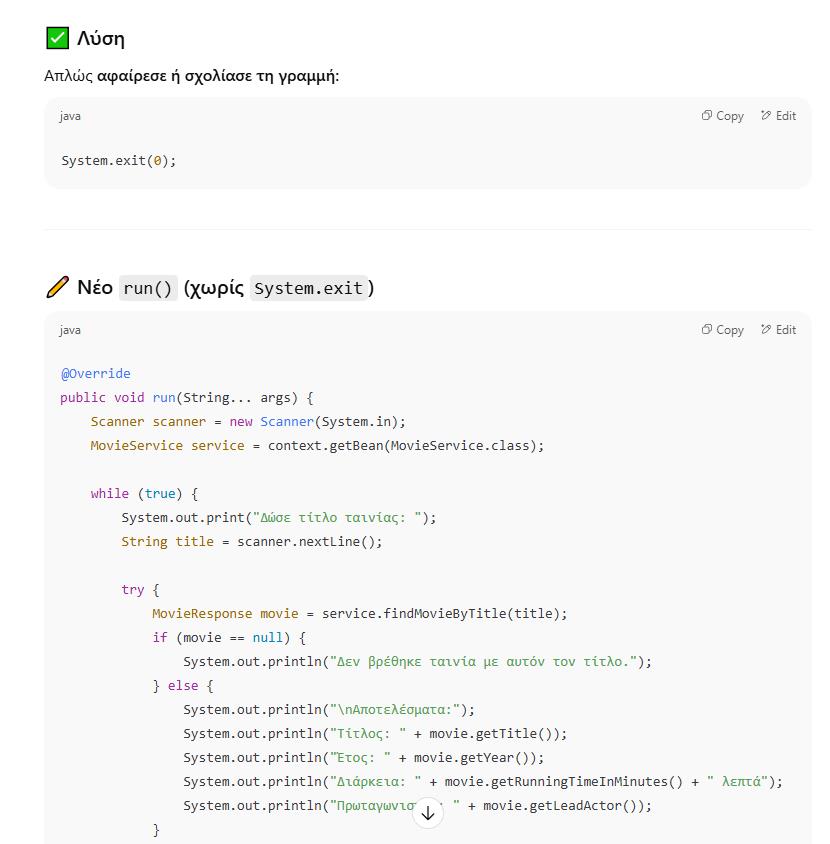 ✅ Λύση
Απλώς αφαίρεσε ή σχολίασε τη γραμμή:
java Copy Edit
System.exit(0);
✏️ Νέο run() (χωρίς System.exit)
java Copy Edit
@Override
public void run(String... args) {
    Scanner scanner = new Scanner(System.in);
    MovieService service = context.getBean(MovieService.class);
    while (true) {
        System.out.print("Δώσε τίτλο ταινίας: ");
        String title = scanner.nextLine();
        try {
            MovieResponse movie = service.findMovieByTitle(title);
            if (movie == null) {
                System.out.println("Δεν βρέθηκε ταινία με αυτόν τον τίτλο.");
            } else {
                System.out.println("\nΑποτελέσματα:");
                System.out.println("Τίτλος: " + movie.getTitle());
                System.out.println("Έτος: " + movie.getYear());
                System.out.println("Διάρκεια: " + movie.getRunningTimeInMinutes() + " λεπτά");
                System.out.println(" " + movie.getLeadActor());
            }